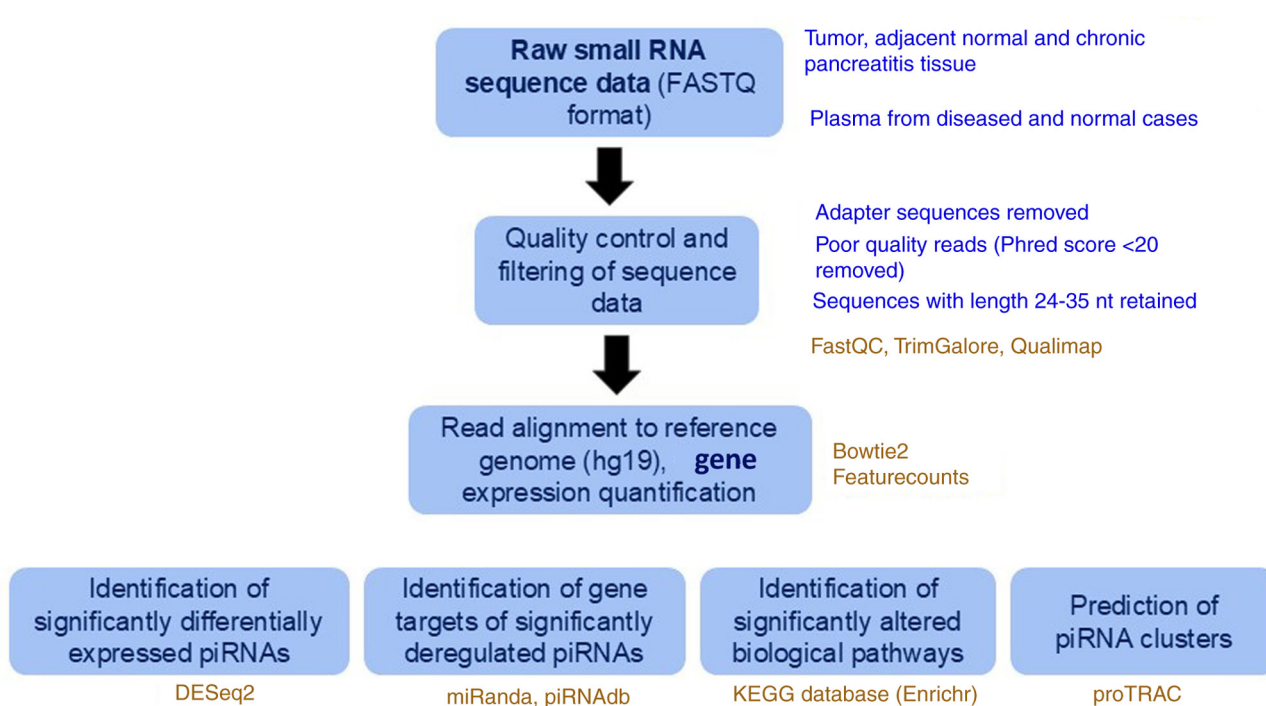 Raw small RNA
sequence data (FASTQ
format)
Tumor, adjacent normal and chronic
pancreatitis tissue
Plasma from diseased and normal cases
Quality control and
filtering of sequence
data
Adapter sequences removed
Poor quality reads (Phred score <20
removed)
Sequences with length 24-35 nt retained
FastQC, TrimGalore, Qualimap
Read alignment to reference
genome (hg19), gene
expression quantification
Bowtie2
Featurecounts
Identification of
significantly differentially
expressed piRNAs
DESeq2
Identification of gene
targets of significantly
deregulated piRNAs
miRanda, piRNAdb
Identification of
significantly altered
biological pathways
KEGG database (Enrichr)
Prediction of
piRNA clusters
proTRAC